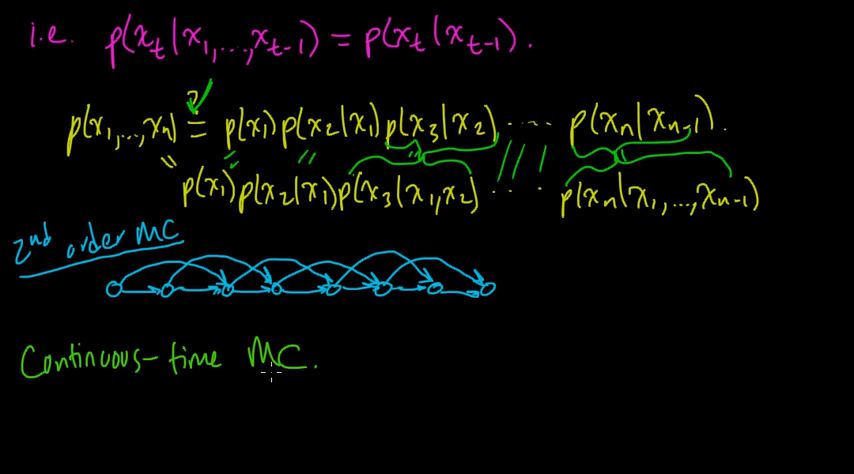 i.e. p(x_t|x_1,...,x_{t-1}) = p(x_t|x_{t-1}).
?
p(x_1,...,x_n) = p(x_1)p(x_2|x_1)p(x_3|x_2) ···· p(x_n|x_{n-1}).
p(x_1)p(x_2|x_1)p(x_3|x_1,x_2) ··· p(x_n|x_1,...,x_{n-1})
2nd order MC
Continuous-time MC.